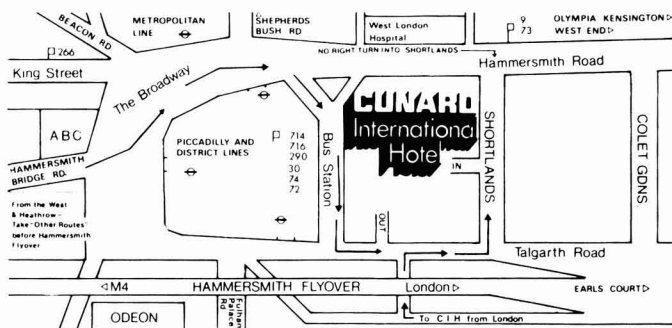 BEACON RD
METROPOLITAN
LINE
SHEPHERDS
BUSH RD
West London
Hospital
9 OLYMPIA KENSINGTON
73 WEST END
266
NO RIGHT TURN INTO SHORTLANDS
King Street
Hammersmith Road
The Broadway
CUNARD
International
Hotel
ABC
PICCADILLY AND
DISTRICT LINES
714
716
290
30
74
72
Bus Station
SHORTLANDS
COLET GDNS
IN
OUT
HAMMERSMITH
BRIDGE RD.
From the West
& Heathrow-
Take "Other Routes"
before Hammersmith
Flyover
Talgarth Road
M4
HAMMERSMITH FLYOVER
London
EARLS COURT
ODEON
Fulham
Palace
Rd
To C I H from London